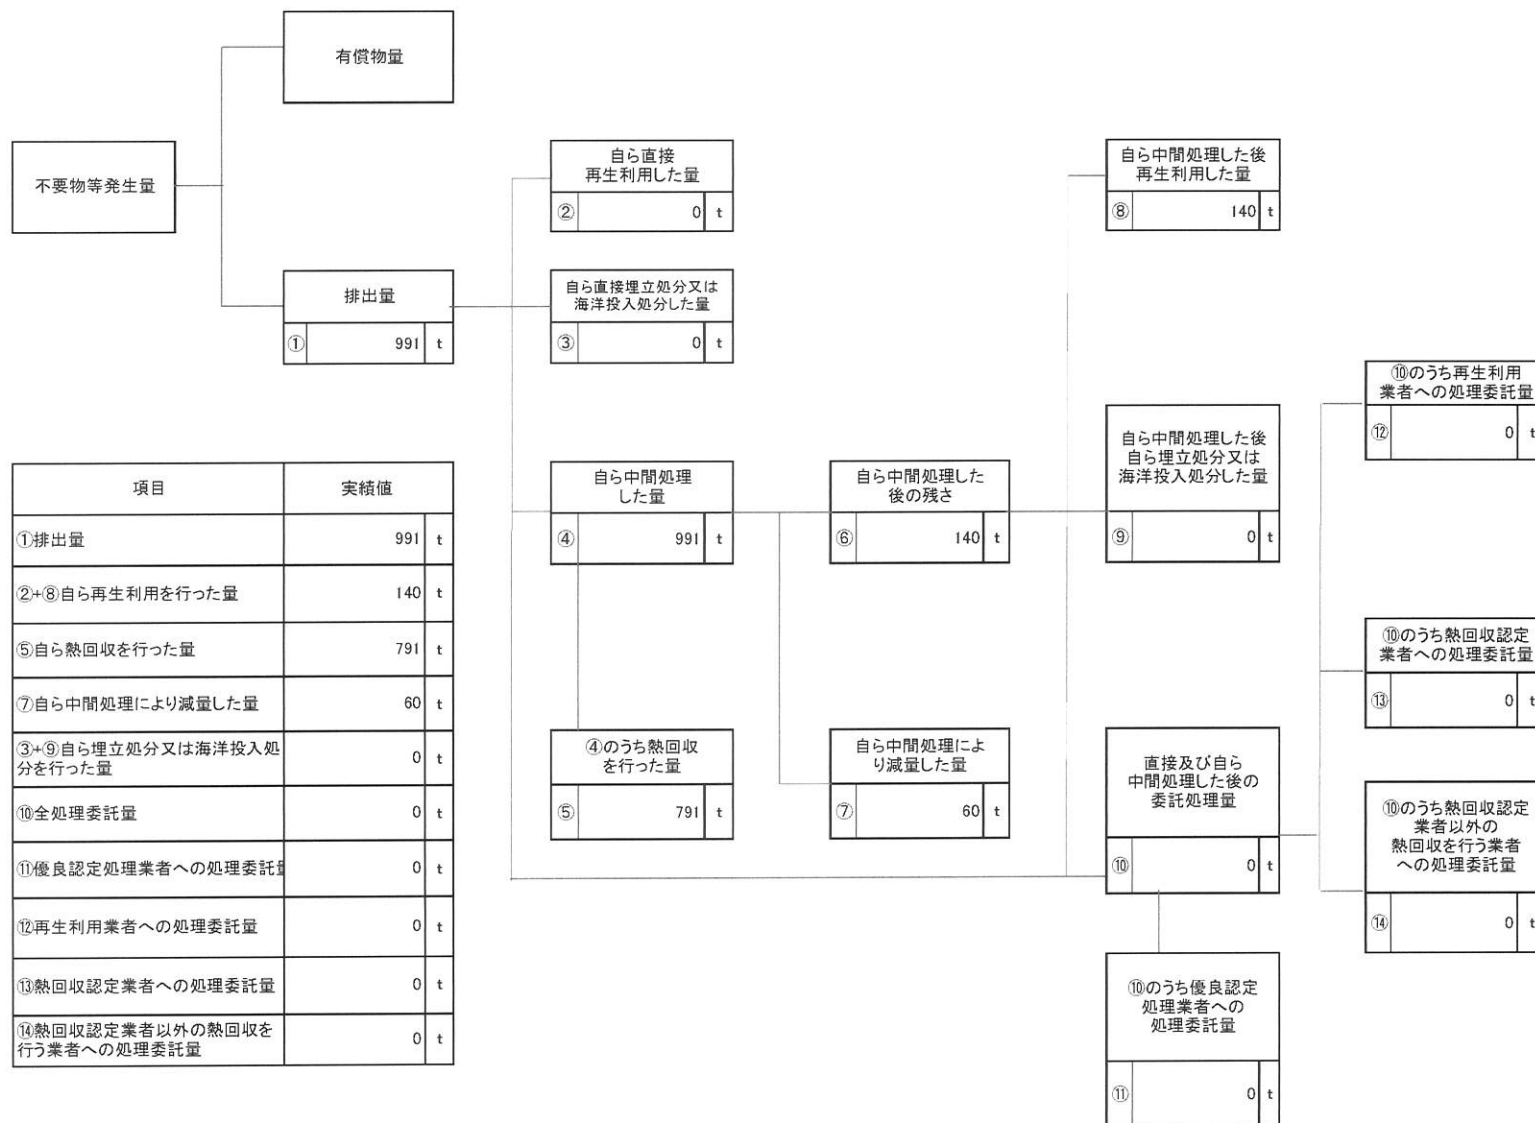 有償物量
不要物等発生量
排出量
① 991 t
自ら直接
再生利用した量
② 0 t
自ら直接埋立処分又は
海洋投入処分した量
③ 0 t
自ら中間処理
した量
④ 991 t
④のうち熱回収
を行った量
⑤ 791 t
自ら中間処理した
後の残さ
⑥ 140 t
自ら中間処理によ
り減量した量
⑦ 60 t
自ら中間処理した後
再生利用した量
⑧ 140 t
自ら中間処理した後
自ら埋立処分又は
海洋投入処分した量
⑨ 0 t
直接及び自ら
中間処理した後の
委託処理量
⑩ 0 t
⑩のうち優良認定
処理業者への
処理委託量
⑪ 0 t
⑩のうち再生利用
業者への処理委託量
⑫ 0 t
⑩のうち熱回収認定
業者への処理委託量
⑬ 0 t
⑩のうち熱回収認定
業者以外の
熱回収を行う業者
への処理委託量
⑭ 0 t
項目 実績値
①排出量 991 t
②+⑧自ら再生利用を行った量 140 t
⑤自ら熱回収を行った量 791 t
⑦自ら中間処理により減量した量 60 t
③+⑨自ら埋立処分又は海洋投入処
分を行った量 0 t
⑩全処理委託量 0 t
⑪優良認定処理業者への処理委託量 0 t
⑫再生利用業者への処理委託量 0 t
⑬熱回収認定業者への処理委託量 0 t
⑭熱回収認定業者以外の熱回収を
行う業者への処理委託量 0 t